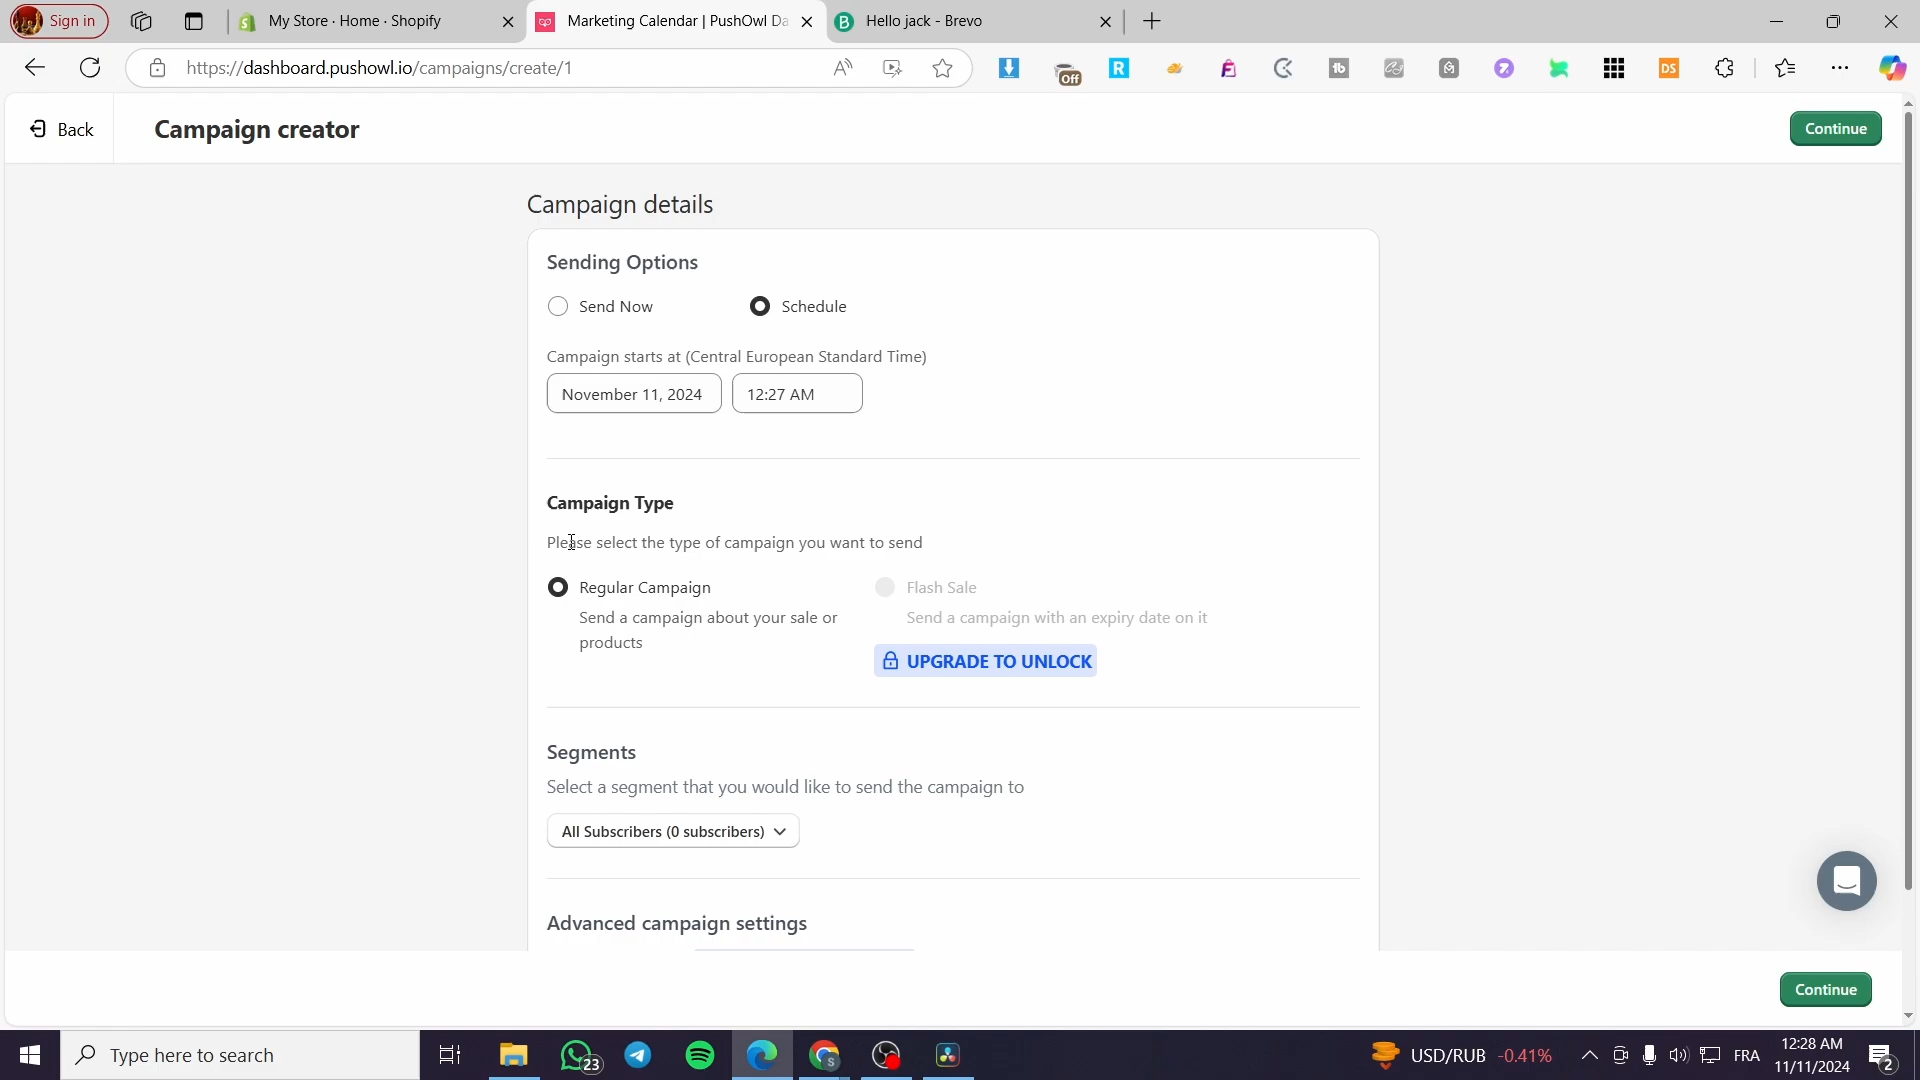 Sign in
My Store · Home · Shopify
Marketing Calendar | PushOwl Da
Hello jack - Brevo
https://dashboard.pushowl.io/campaigns/create/1
Off
DS
Back
Campaign creator
Continue
Campaign details
Sending Options
Send Now
Schedule
Campaign starts at (Central European Standard Time)
November 11, 2024
12:27 AM
Campaign Type
Please select the type of campaign you want to send
Regular Campaign
Send a campaign about your sale or
products
Flash Sale
Send a campaign with an expiry date on it
UPGRADE TO UNLOCK
Segments
Select a segment that you would like to send the campaign to
All Subscribers (0 subscribers)
Advanced campaign settings
Continue
Type here to search
23
USD/RUB -0.41%
FRA
12:28 AM
11/11/2024
2